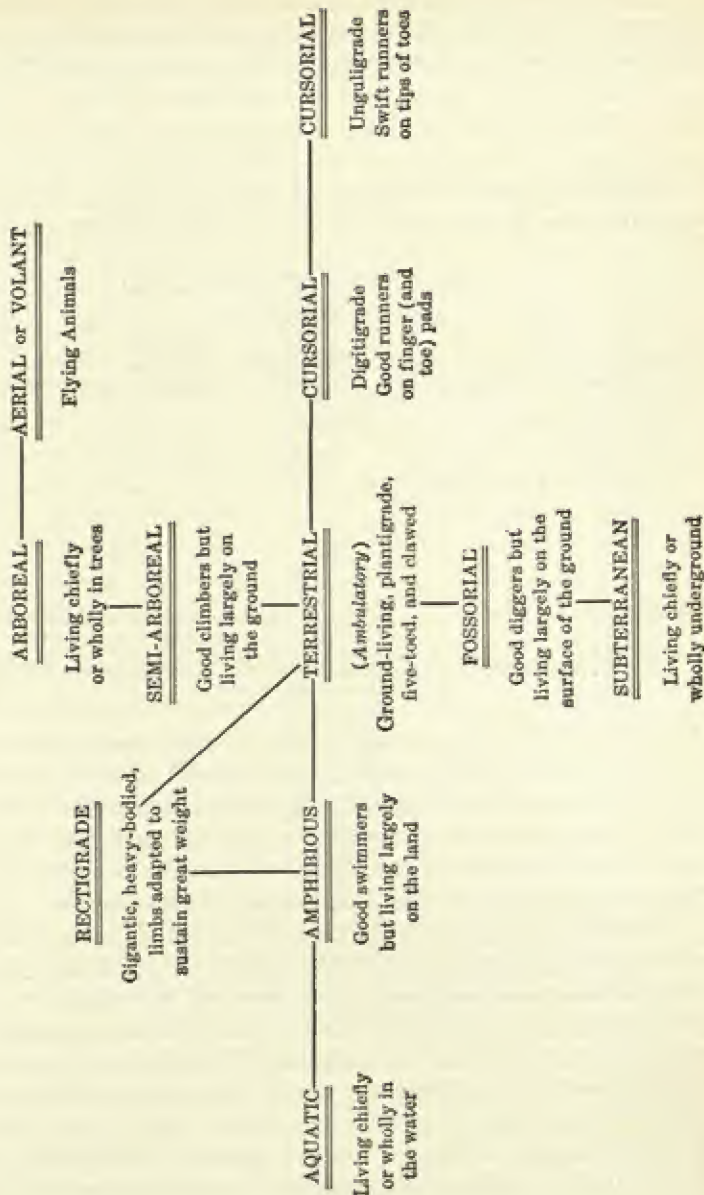 ARBOREAL
Living chiefly
or wholly in trees
AERIAL or VOLANT
Flying Animals
SEMI-ARBOREAL
Good climbers but
living largely on
the ground
RECTIGRADE
Gigantic, heavy-bodied,
limbs adapted to
sustain great weight
AQUATIC
Living chiefly
or wholly in
the water
AMPHIBIOUS
Good swimmers
but living largely
on the land
TERRESTRIAL
(Ambulatory)
Ground-living, plantigrade,
five-toed, and clawed
CURSORIAL
Digitigrade
Good runners
on finger (and
toe) pads
CURSORIAL
Unguligrade
Swift runners
on tips of toes
FOSSORIAL
Good diggers but
living largely on the
surface of the ground
SUBTERRANEAN
Living chiefly or
wholly underground